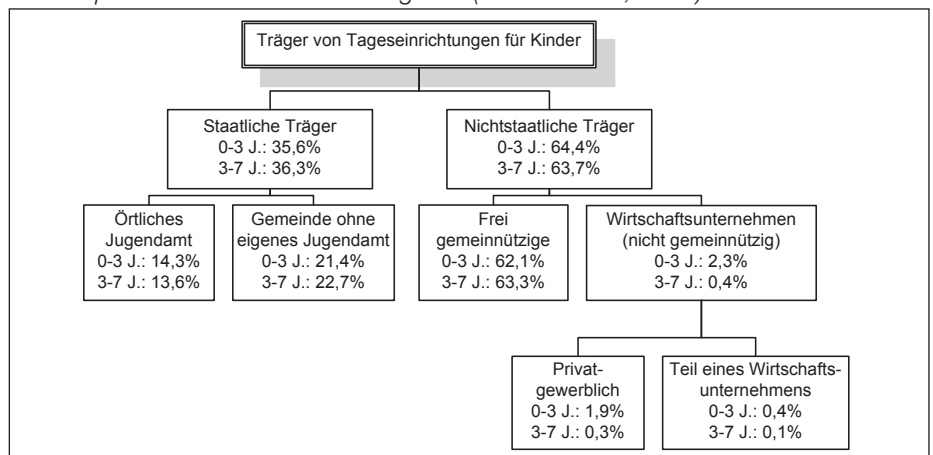 Träger von Tageseinrichtungen für Kinder
Staatliche Träger
0-3 J.: 35,6%
3-7 J.: 36,3%
Nichtstaatliche Träger
0-3 J.: 64,4%
3-7 J.: 63,7%
Örtliches
Jugendamt
0-3 J.: 14,3%
3-7 J.: 13,6%
Gemeinde ohne
eigenes Jugendamt
0-3 J.: 21,4%
3-7 J.: 22,7%
Frei
gemeinnützige
0-3 J.: 62,1%
3-7 J.: 63,3%
Wirtschaftsunternehmen
(nicht gemeinnützig)
0-3 J.: 2,3%
3-7 J.: 0,4%
Privat-
gewerblich
0-3 J.: 1,9%
3-7 J.: 0,3%
Teil eines Wirtschafts-
unternehmens
0-3 J.: 0,4%
3-7 J.: 0,1%